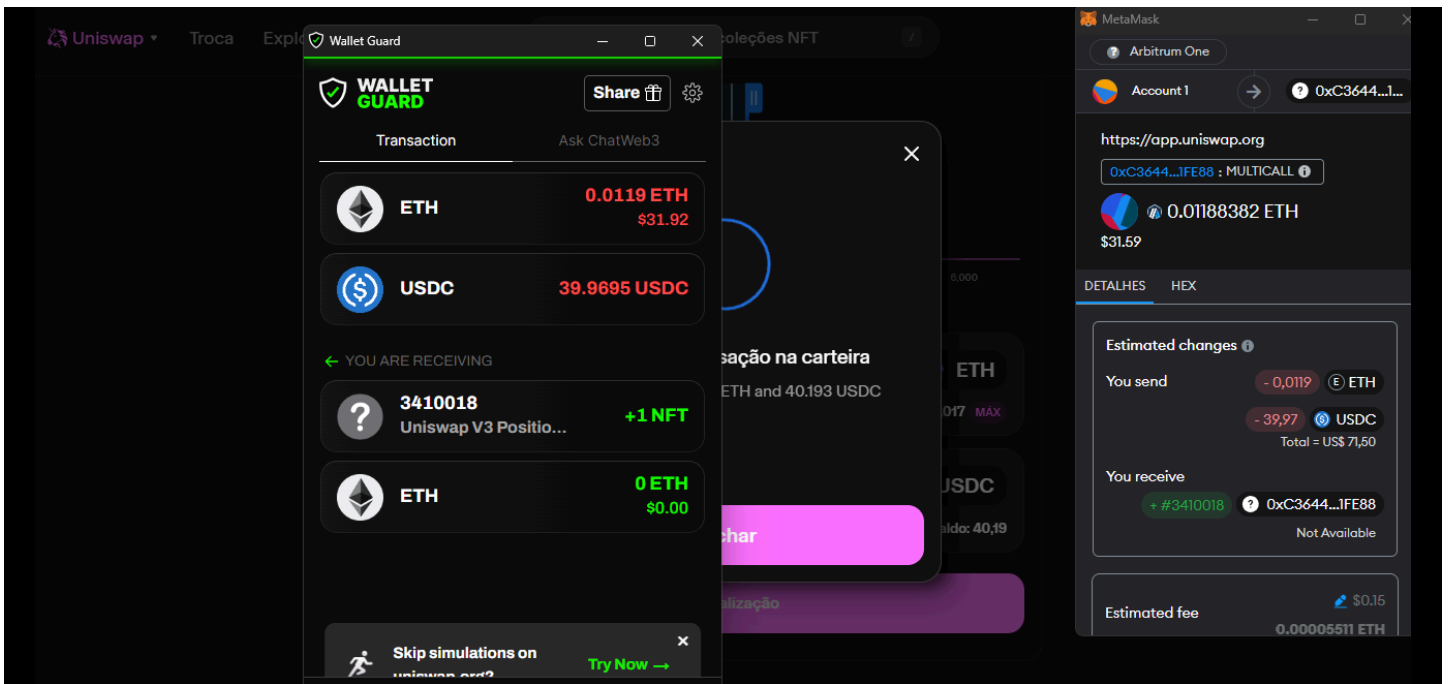 Uniswap
Troca
Explo
coleções NFT
/
Wallet Guard
WALLET
GUARD
Share
Transaction
Ask ChatWeb3
ETH
0.0119 ETH
$31.92
USDC
39.9695 USDC
← YOU ARE RECEIVING
3410018
Uniswap V3 Positio...
+1 NFT
ETH
0 ETH
$0.00
Skip simulations on
uniswap.org?
Try Now →
6,000
sação na carteira
ETH and 40.193 USDC
ETH
017 MÁX
USDC
aldo: 40,19
char
alização
MetaMask
Arbitrum One
Account 1
0xC3644...1...
https://app.uniswap.org
0xC3644...1FE88 : MULTICALL
0.01188382 ETH
$31.59
DETALHES
HEX
Estimated changes
You send
- 0,0119
E ETH
- 39,97
USDC
Total = US$ 71,50
You receive
+ #3410018
0xC3644...1FE88
Not Available
Estimated fee
$0.15
0.00005511 ETH